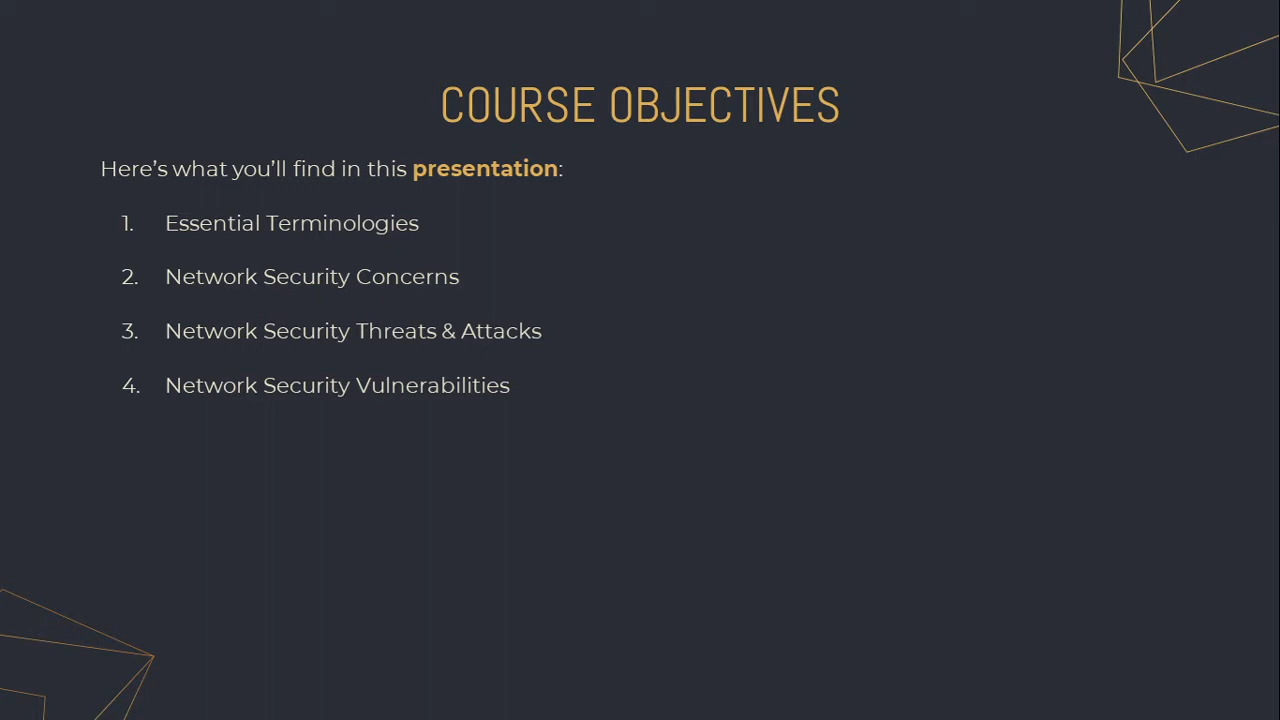 COURSE OBJECTIVES
Here’s what you’ll find in this presentation:
1. Essential Terminologies
2. Network Security Concerns
3. Network Security Threats & Attacks
4. Network Security Vulnerabilities